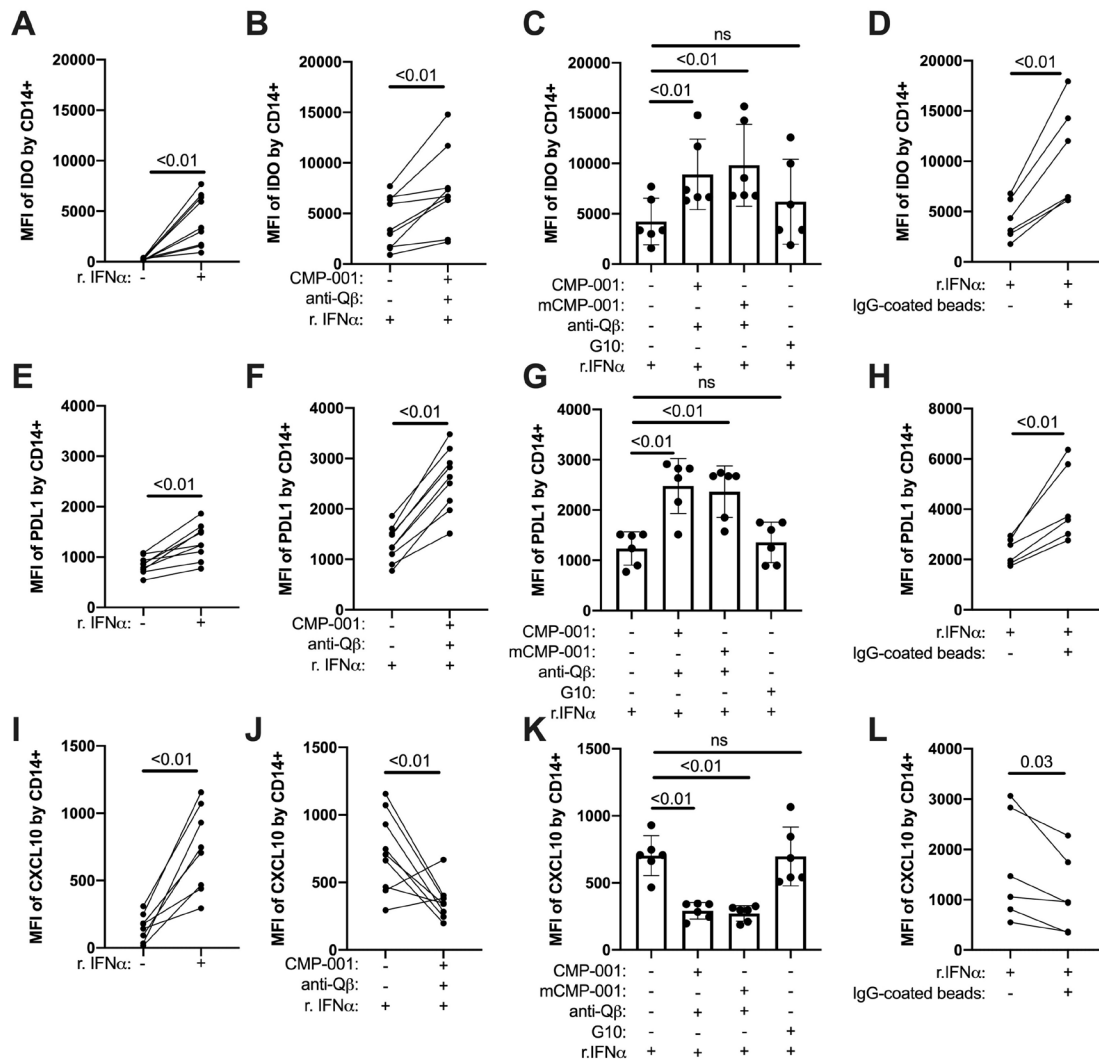 A
MFI of IDO by CD14+
20000
15000
10000
5000
0
<0.01
r. IFNα: - +
B
MFI of IDO by CD14+
20000
15000
10000
5000
0
<0.01
CMP-001: - +
anti-Qβ: - +
r. IFNα: + +
C
MFI of IDO by CD14+
20000
15000
10000
5000
0
ns
<0.01
<0.01
CMP-001: - + - -
mCMP-001: - - + -
anti-Qβ: - + + -
G10: - - - +
r.IFNα + + + +
D
MFI of IDO by CD14+
20000
15000
10000
5000
0
<0.01
r.IFNα: + +
IgG-coated beads: - +
E
MFI of PDL1 by CD14+
4000
3000
2000
1000
0
<0.01
r. IFNα: - +
F
MFI of PDL1 by CD14+
4000
3000
2000
1000
0
<0.01
CMP-001: - +
anti-Qβ: - +
r. IFNα: + +
G
MFI of PDL1 by CD14+
4000
3000
2000
1000
0
ns
<0.01
<0.01
CMP-001: - + - -
mCMP-001: - - + -
anti-Qβ: - + + -
G10: - - - +
r.IFNα + + + +
H
MFI of PDL1 by CD14+
8000
6000
4000
2000
0
<0.01
r.IFNα: + +
IgG-coated beads: - +
I
MFI of CXCL10 by CD14+
1500
1000
500
0
<0.01
r. IFNα: - +
J
MFI of CXCL10 by CD14+
1500
1000
500
0
<0.01
CMP-001: - +
anti-Qβ: - +
r. IFNα: + +
K
MFI of CXCL10 by CD14+
1500
1000
500
0
ns
<0.01
<0.01
CMP-001: - + - -
mCMP-001: - - + -
anti-Qβ: - + + -
G10: - - - +
r.IFNα + + + +
L
MFI of CXCL10 by CD14+
4000
3000
2000
1000
0
0.03
r.IFNα: + +
IgG-coated beads: - +